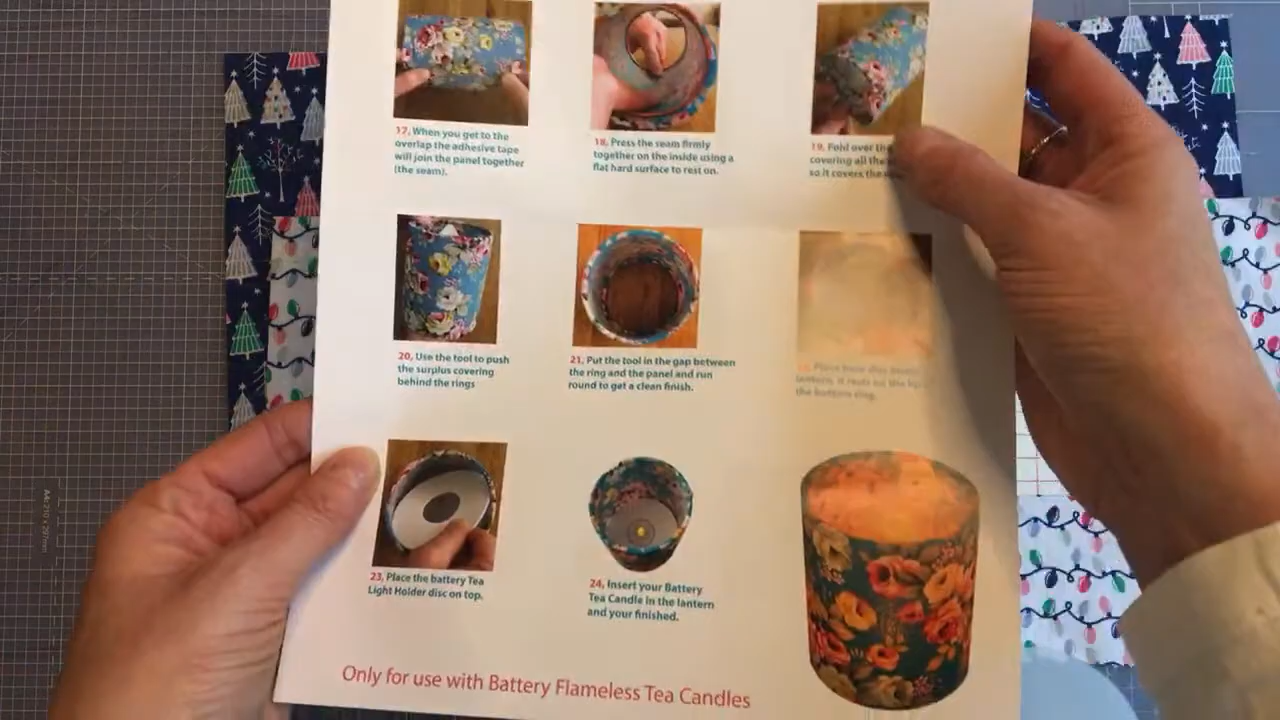 17, When you get to the
overlap the adhesive tape
will join the panel together
(the seam).
18, Press the seam firmly
together on the inside using a
flat hard surface to rest on.
19, Fold over the
covering all the
so it covers the
20, Use the tool to push
the surplus covering
behind the rings
21, Put the tool in the gap between
the ring and the panel and run
round to get a clean finish.
Place
lantern, it rests on the
the bottom ring.
23, Place the battery Tea
Light Holder disc on top.
24, Insert your Battery
Tea Candle in the lantern
and your finished.
Only for use with Battery Flameless Tea Candles
A4-210 x 297mm